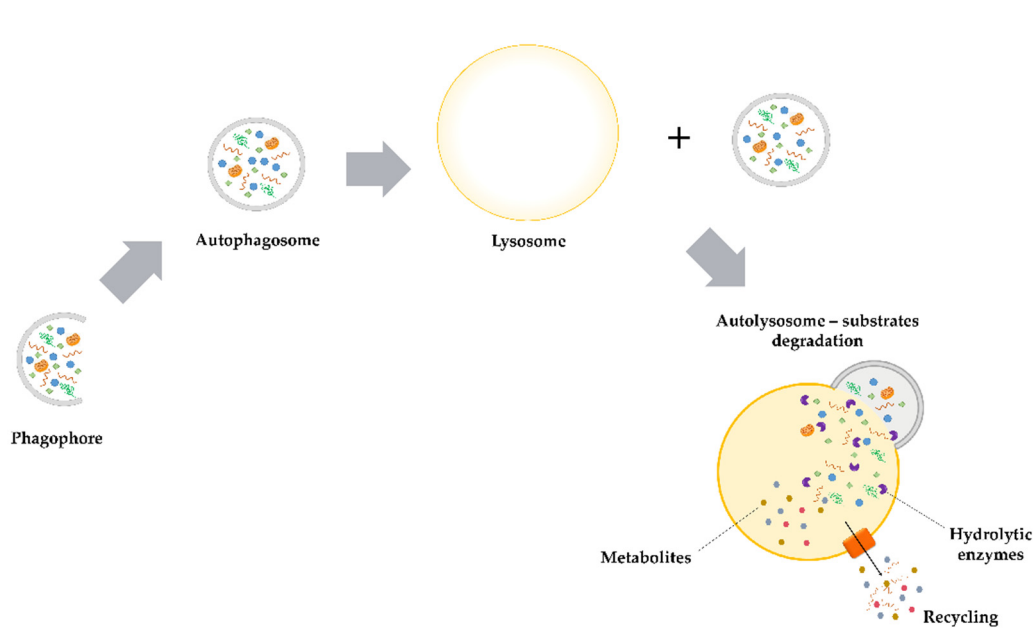 Autophagosome
Lysosome
+
Phagophore
Autolysosome – substrates
degradation
Metabolites
Hydrolytic
enzymes
Recycling